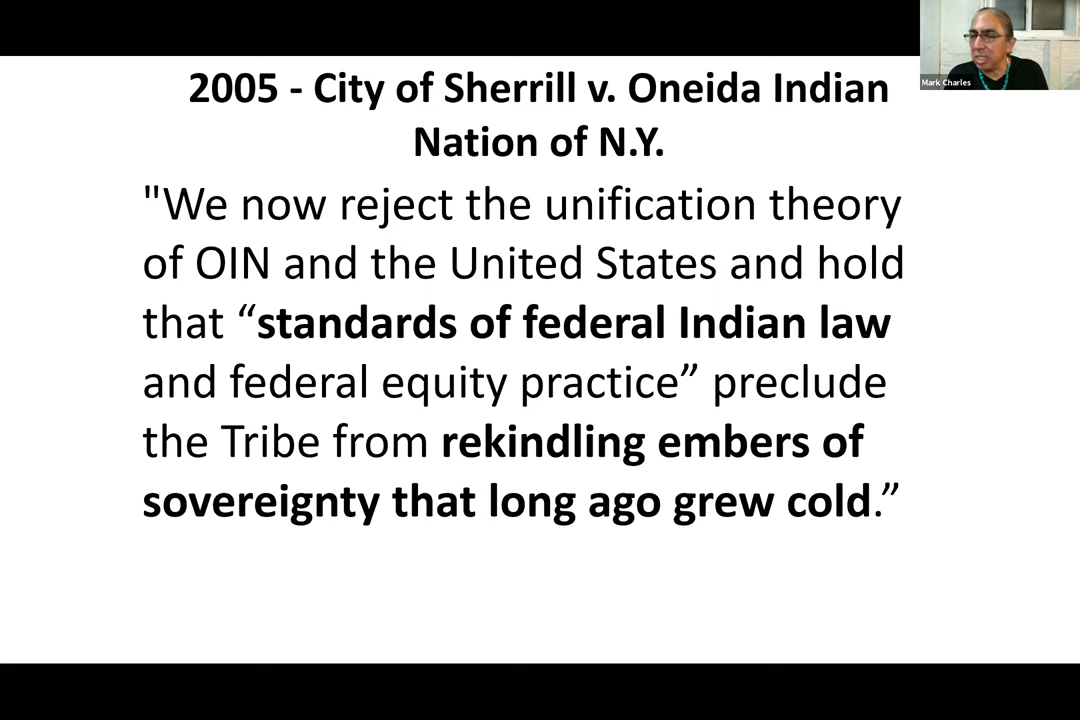 2005 - City of Sherrill v. Oneida Indian
Nation of N.Y.
"We now reject the unification theory
of OIN and the United States and hold
that “standards of federal Indian law
and federal equity practice” preclude
the Tribe from rekindling embers of
sovereignty that long ago grew cold.”
Mark Charles